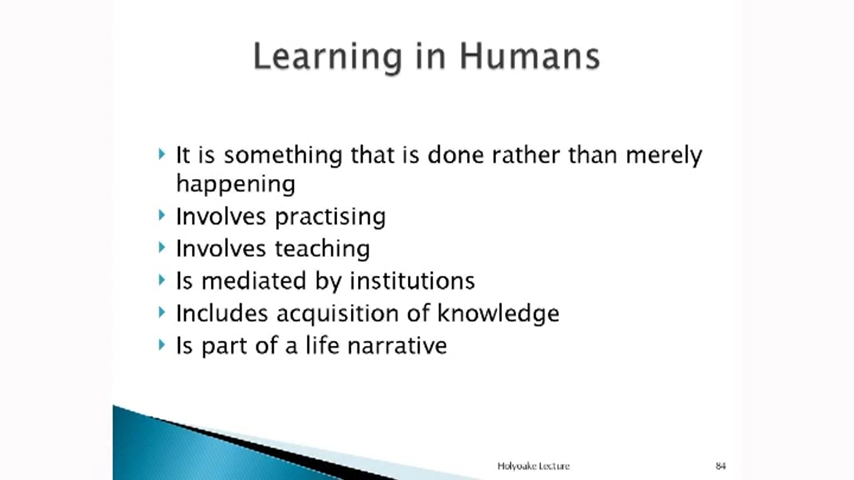 Learning in Humans
It is something that is done rather than merely
happening
Involves practising
Involves teaching
Is mediated by institutions
Includes acquisition of knowledge
Is part of a life narrative
Holyoake Lecture
84